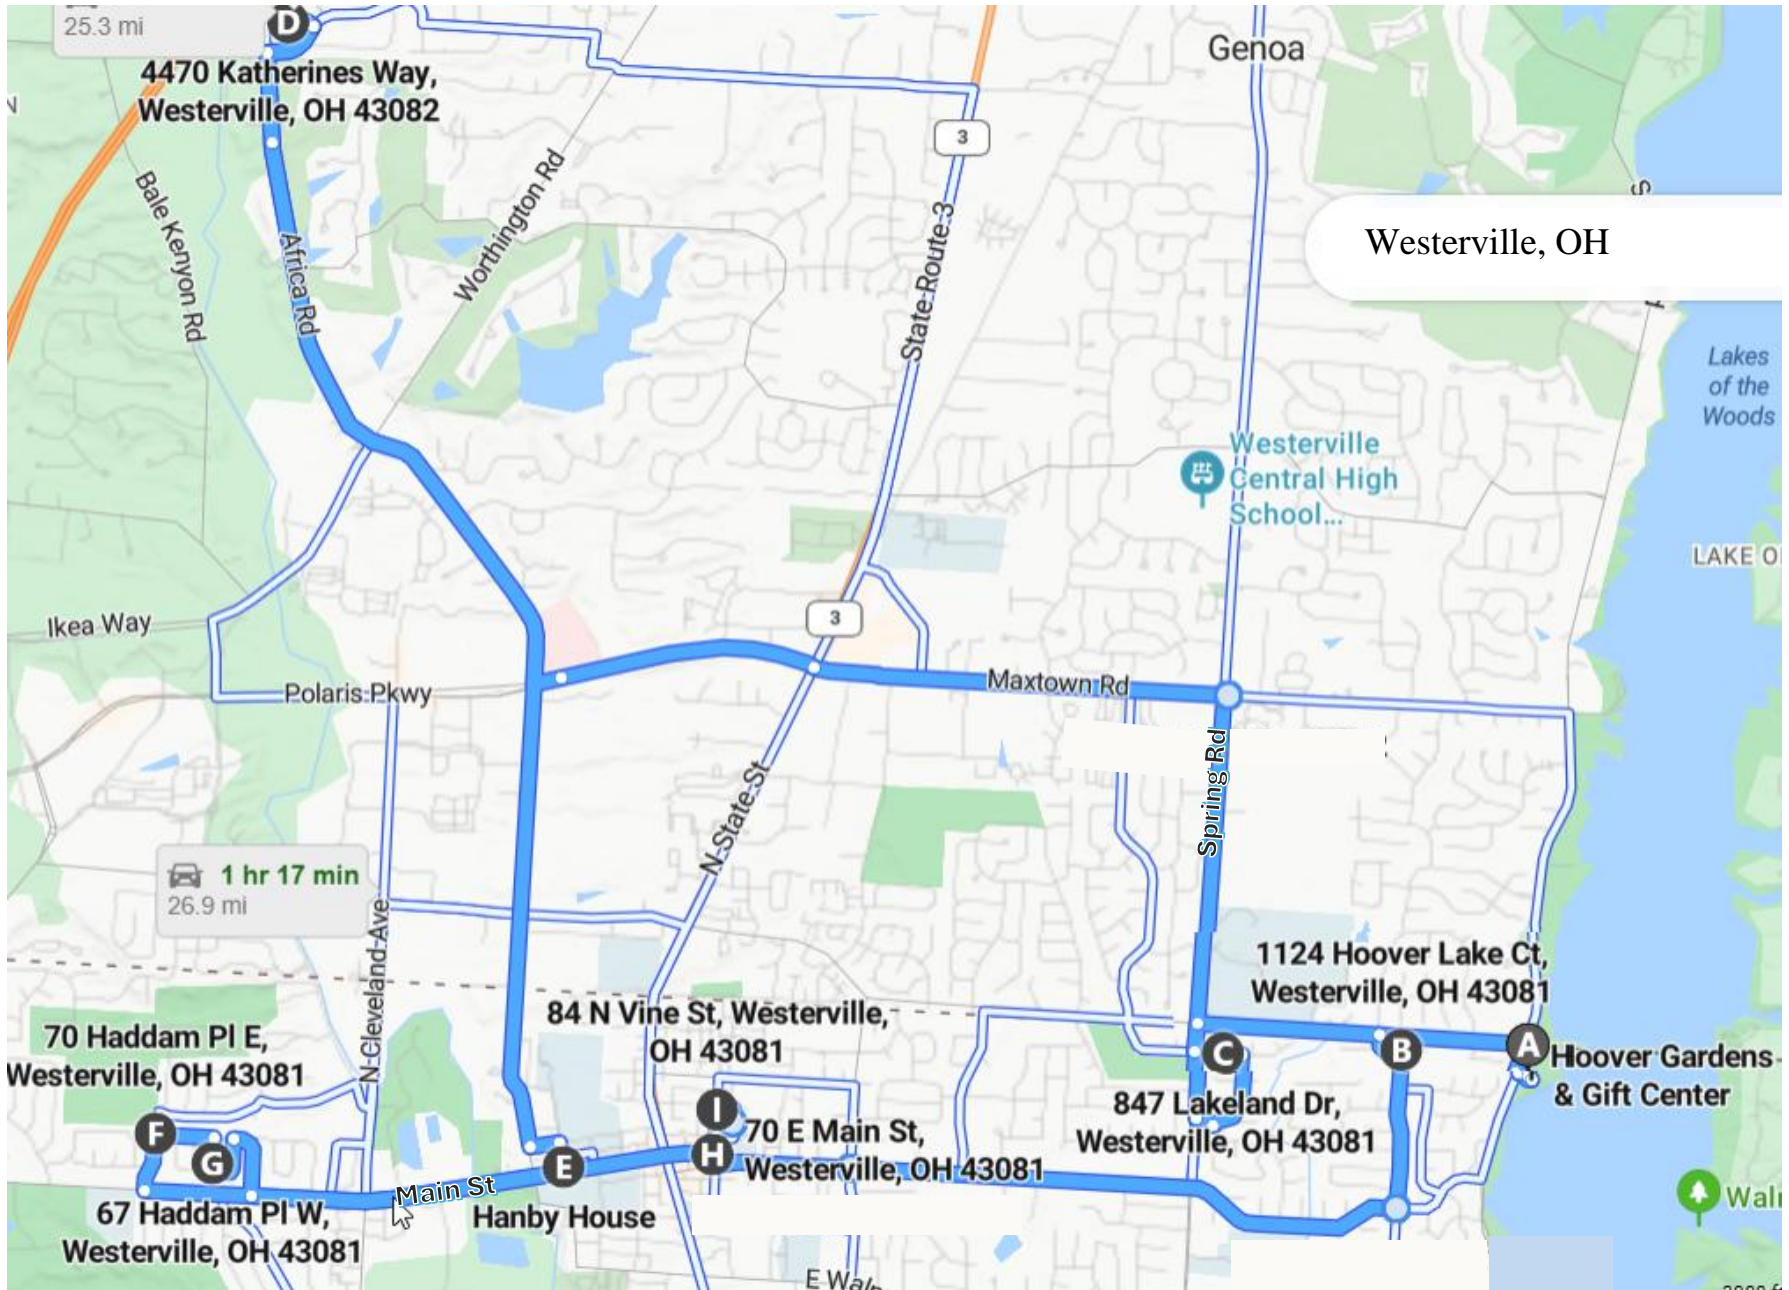 D
25.3 mi
4470 Katherines Way,
Westerville, OH 43082
Genoa
N
3
Bale Kenyon Rd
Worthington Rd
Africa Rd
State Route 3
Westerville, OH
Lakes
of the
Woods
Westerville
Central High
School...
LAKE O
Ikea Way
3
Polaris Pkwy
Maxtown Rd
Spring Rd
N State St
1 hr 17 min
26.9 mi
N Cleveland Ave
1124 Hoover Lake Ct,
Westerville, OH 43081
84 N Vine St, Westerville,
OH 43081
70 Haddam Pl E,
Westerville, OH 43081
A
B
C
Hoover Gardens
& Gift Center
847 Lakeland Dr,
Westerville, OH 43081
I
70 E Main St,
Westerville, OH 43081
H
F
G
E
Main St
67 Haddam Pl W,
Westerville, OH 43081
Hanby House
Waln
E Waln